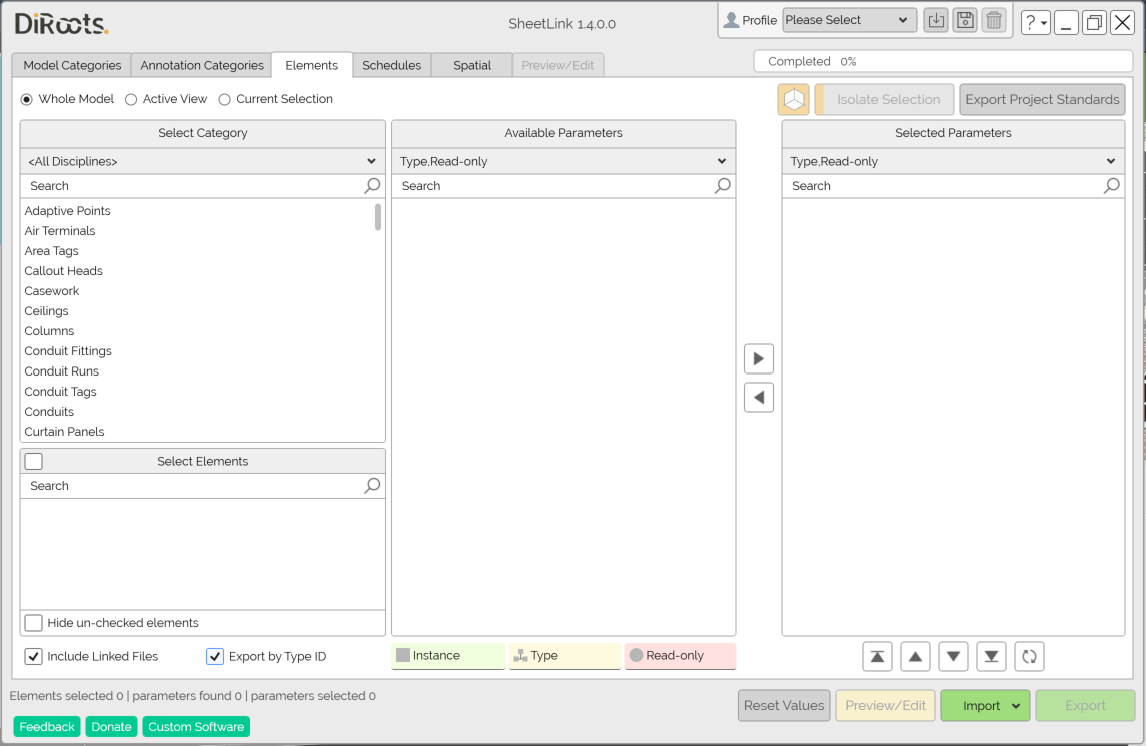 DiRoots.
SheetLink 1.4.0.0
Profile
Please Select
?
Model Categories
Annotation Categories
Elements
Schedules
Spatial
Preview/Edit
Completed 0%
Whole Model
Active View
Current Selection
Isolate Selection
Export Project Standards
Select Category
Available Parameters
Selected Parameters
<All Disciplines>
Type,Read-only
Type,Read-only
Search
Search
Search
Adaptive Points
Air Terminals
Area Tags
Callout Heads
Casework
Ceilings
Columns
Conduit Fittings
Conduit Runs
Conduit Tags
Conduits
Curtain Panels
Select Elements
Search
Hide un-checked elements
Include Linked Files
Export by Type ID
Instance
Type
Read-only
Elements selected 0 | parameters found 0 | parameters selected 0
Reset Values
Preview/Edit
Import
Export
Feedback
Donate
Custom Software